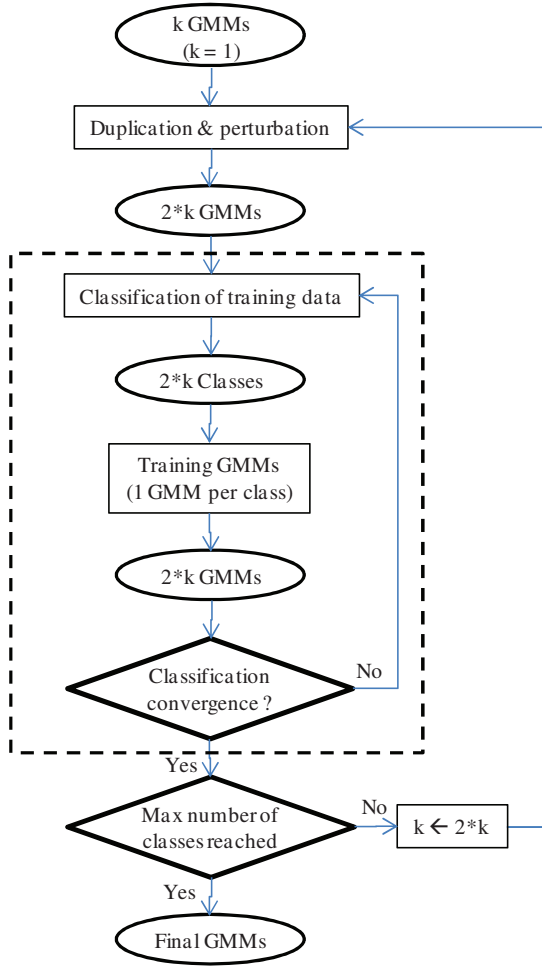 k GMMs
(k = 1)
Duplication & perturbation
2*k GMMs
Classification of training data
2*k Classes
Training GMMs
(1 GMM per class)
2*k GMMs
Classification
convergence ?
No
Yes
Max number of
classes reached
No
k ← 2*k
Yes
Final GMMs